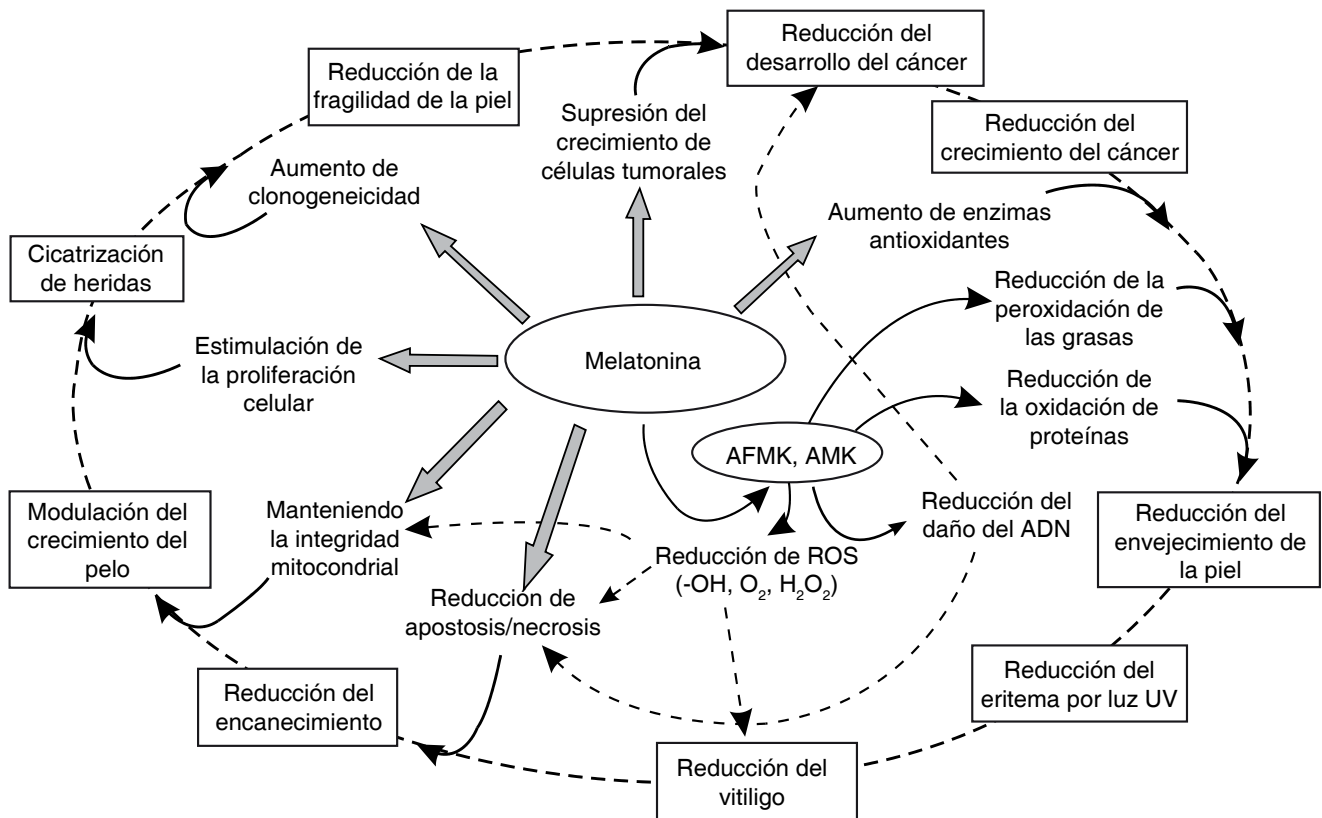 Reducción del
desarrollo del cáncer
Reducción de la
fragilidad de la piel
Supresión del
crecimiento de
células tumorales
Reducción del
crecimiento del cáncer
Aumento de
clonogeneicidad
Aumento de enzimas
antioxidantes
Cicatrización
de heridas
Reducción de la
peroxidación de
las grasas
Estimulación de
la proliferación
celular
Melatonina
Reducción de
la oxidación de
proteínas
AFMK, AMK
Modulación del
crecimiento del
pelo
Manteniendo
la integridad
mitocondrial
Reducción del
daño del ADN
Reducción del
envejecimiento de
la piel
Reducción de ROS
(-OH, O₂, H₂O₂)
Reducción de
apostosis/necrosis
Reducción del
encanecimiento
Reducción del
eritema por luz UV
Reducción del
vitiligo